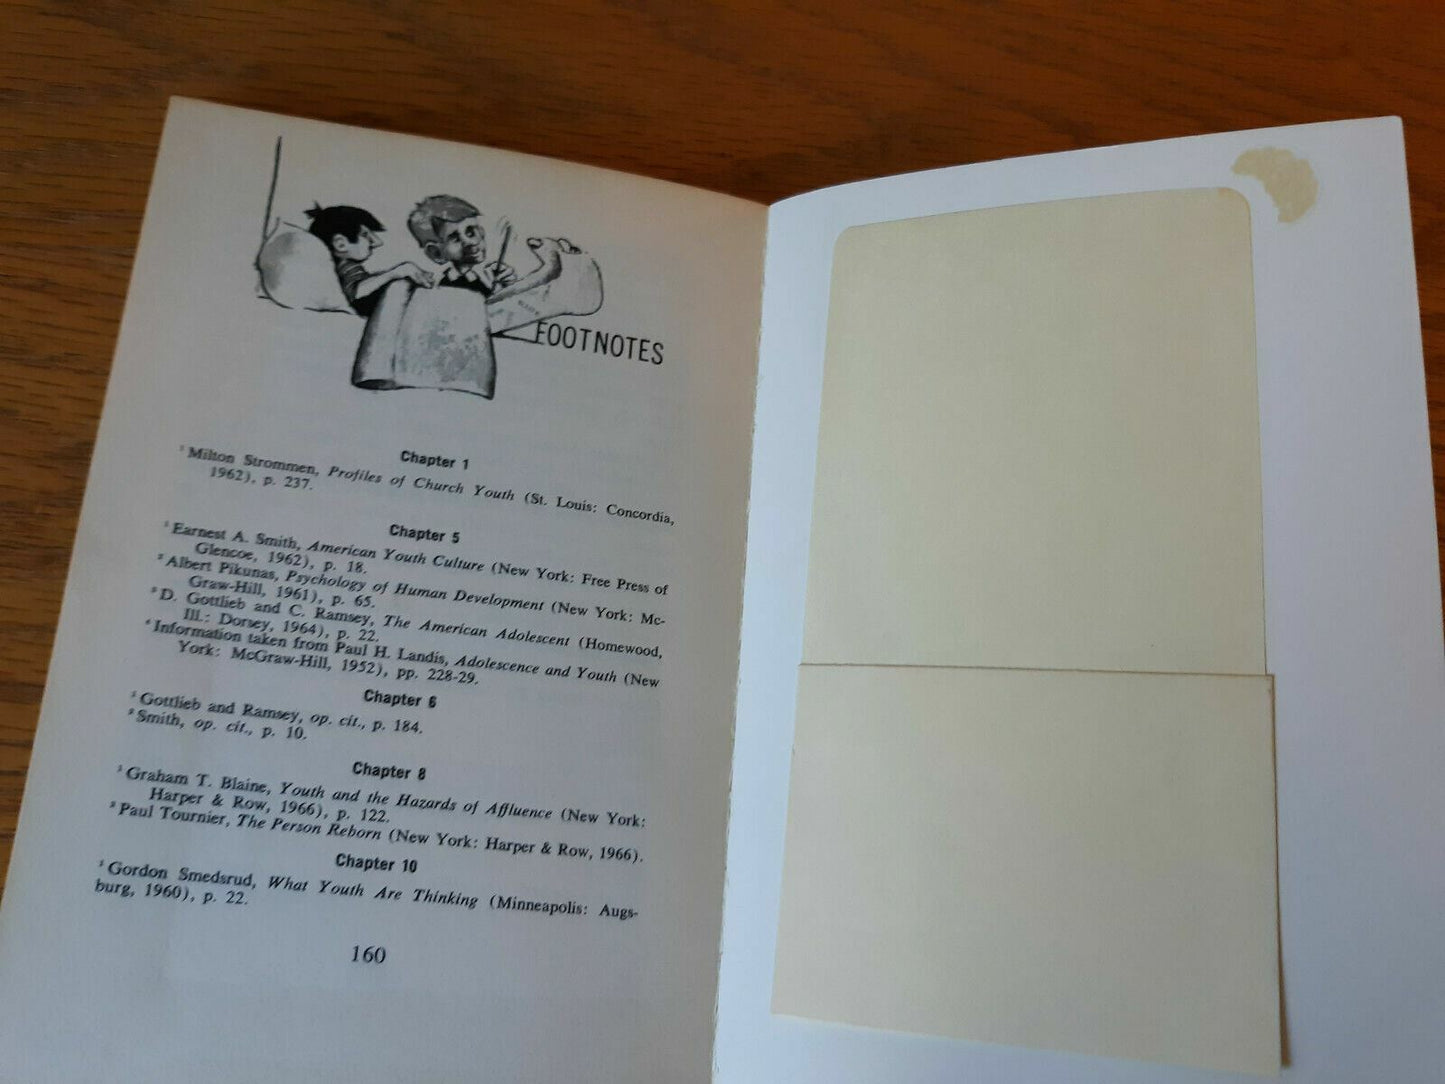 FOOTNOTES
Chapter 1
¹ Milton Strommen, Profiles of Church Youth (St. Louis: Concordia,
1962), p. 237.
Chapter 5
¹ Earnest A. Smith, American Youth Culture (New York: Free Press of
Glencoe, 1962), p. 18.
² Albert Pikunas, Psychology of Human Development (New York: Mc-
Graw-Hill, 1961), p. 65.
³ D. Gottlieb and C. Ramsey, The American Adolescent (Homewood,
Ill.: Dorsey, 1964), p. 22.
⁴ Information taken from Paul H. Landis, Adolescence and Youth (New
York: McGraw-Hill, 1952), pp. 228-29.
Chapter 6
¹ Gottlieb and Ramsey, op. cit., p. 184.
² Smith, op. cit., p. 10.
Chapter 8
¹ Graham T. Blaine, Youth and the Hazards of Affluence (New York:
Harper & Row, 1966), p. 122.
² Paul Tournier, The Person Reborn (New York: Harper & Row, 1966).
Chapter 10
¹ Gordon Smedsrud, What Youth Are Thinking (Minneapolis: Augs-
burg, 1960), p. 22.
160